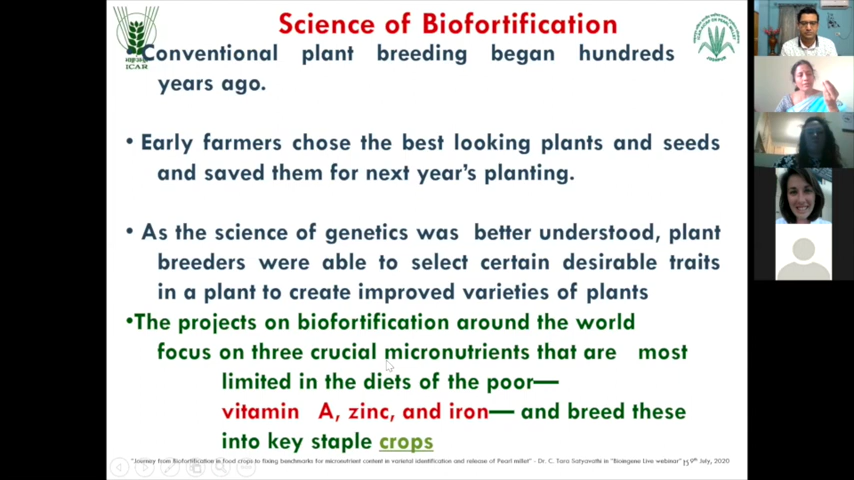 Science of Biofortification
• Conventional plant breeding began hundreds
years ago.
• Early farmers chose the best looking plants and seeds
and saved them for next year's planting.
• As the science of genetics was better understood, plant
breeders were able to select certain desirable traits
in a plant to create improved varieties of plants
•The projects on biofortification around the world
focus on three crucial micronutrients that are most
limited in the diets of the poor—
vitamin A, zinc, and iron— and breed these
into key staple crops
ICAR
"Journey from Biofortification in food crops to fixing benchmarks for micronutrient content in varietal identification and release of Pearl millet" - Dr. C. Tara Satyavathi in "Bioingene Live webinar" 9th July, 2020